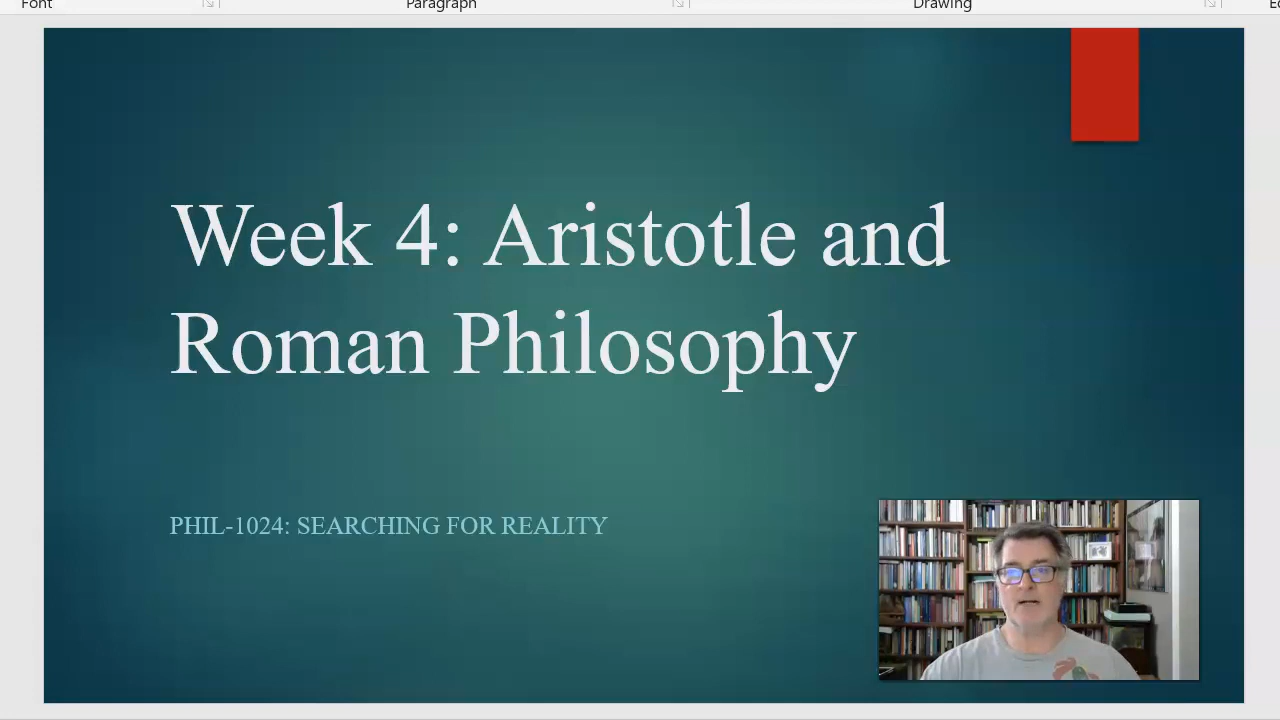 Font
Paragraph
Drawing
Week 4: Aristotle and
Roman Philosophy
PHIL-1024: SEARCHING FOR REALITY